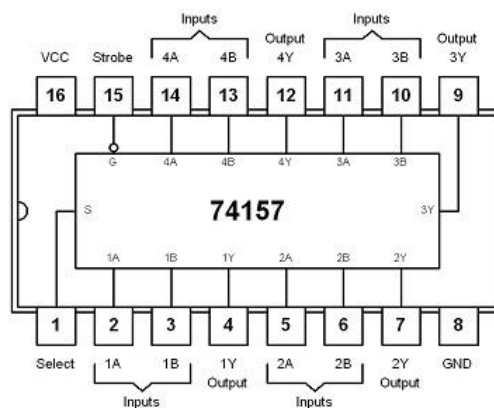 Inputs Inputs
VCC Strobe 4A 4B Output 4Y 3A 3B Output 3Y
16 15 14 13 12 11 10 9
G 4A 4B 4Y 3A 3B
S 74157 3Y
1A 1B 1Y 2A 2B 2Y
1 2 3 4 5 6 7 8
Select 1A 1B 1Y Output 2A 2B 2Y Output GND
Inputs Inputs